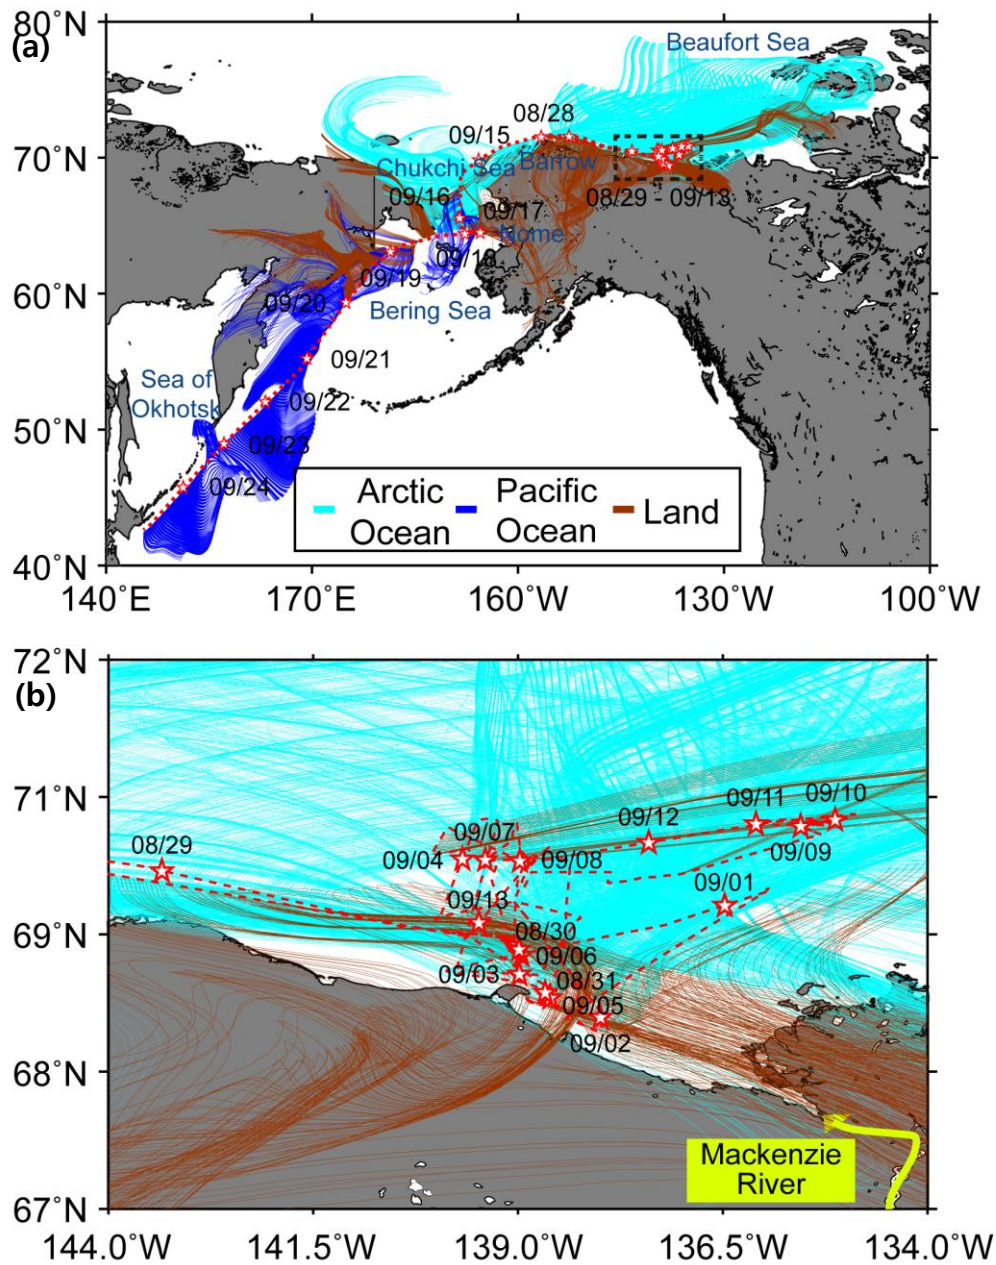 80°N
(a)
Beaufort Sea
08/28
09/15
70°N
Barrow
Chukchi Sea
09/16
08/29 - 09/13
09/17
Nome
09/18
09/19
60°N
09/20
Bering Sea
09/21
Sea of
Okhotsk
09/22
50°N
09/23
09/24
Arctic
Ocean
Pacific
Ocean
Land
40°N
140°E
170°E
160°W
130°W
100°W
72°N
(b)
71°N
09/11
09/10
09/12
09/07
08/29
09/04
09/08
09/09
09/01
09/13
69°N
08/30
09/06
09/03
08/31
09/05
09/02
68°N
Mackenzie
River
67°N
144.0°W
141.5°W
139.0°W
136.5°W
134.0°W